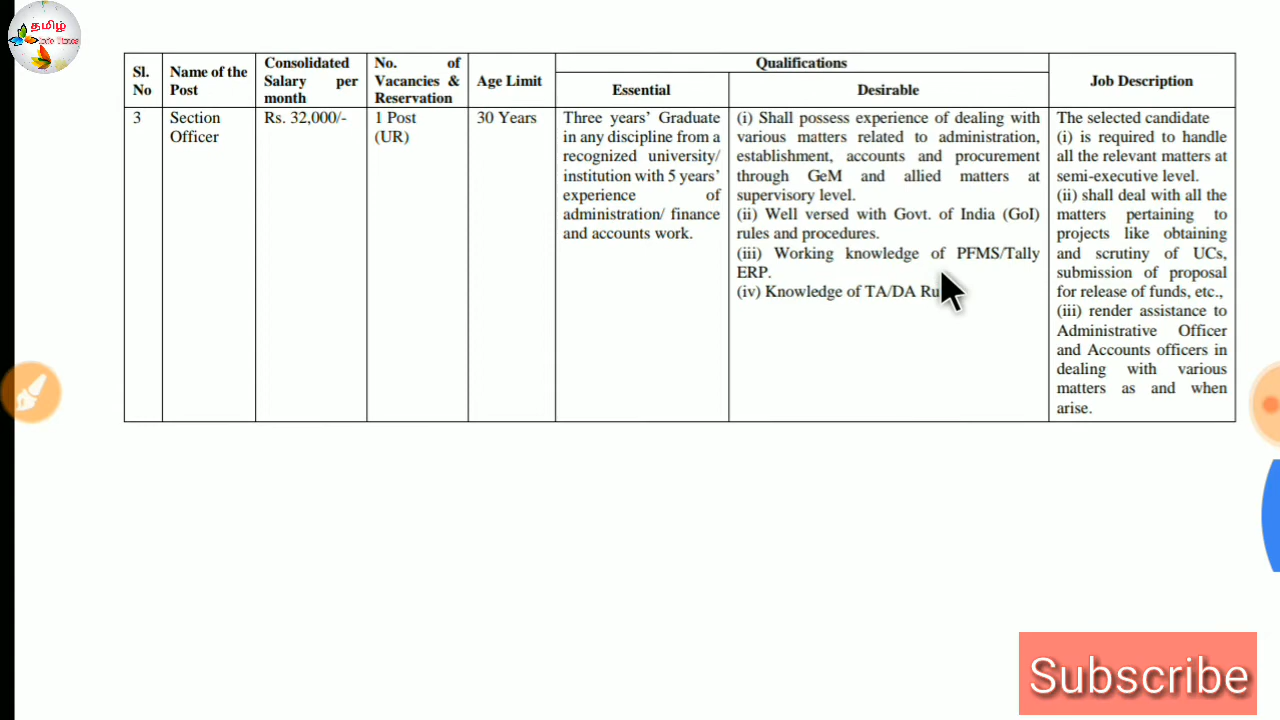 தமிழ்
Sl. No
Name of the Post
Consolidated Salary per month
No. of Vacancies & Reservation
Age Limit
Qualifications
Essential
Desirable
Job Description
3
Section
Officer
Rs. 32,000/-
1 Post
(UR)
30 Years
Three years’ Graduate
in any discipline from a
recognized university/
institution with 5 years’
experience of
administration/ finance
and accounts work.
(i) Shall possess experience of dealing with
various matters related to administration,
establishment, accounts and procurement
through GeM and allied matters at
supervisory level.
(ii) Well versed with Govt. of India (GoI)
rules and procedures.
(iii) Working knowledge of PFMS/Tally
ERP.
(iv) Knowledge of TA/DA
The selected candidate
(i) is required to handle
all the relevant matters at
semi-executive level.
(ii) shall deal with all the
matters pertaining to
projects like obtaining
and scrutiny of UCs,
submission of proposal
for release of funds, etc.,
(iii) render assistance to
Administrative Officer
and Accounts officers in
dealing with various
matters as and when
arise.
Subscribe